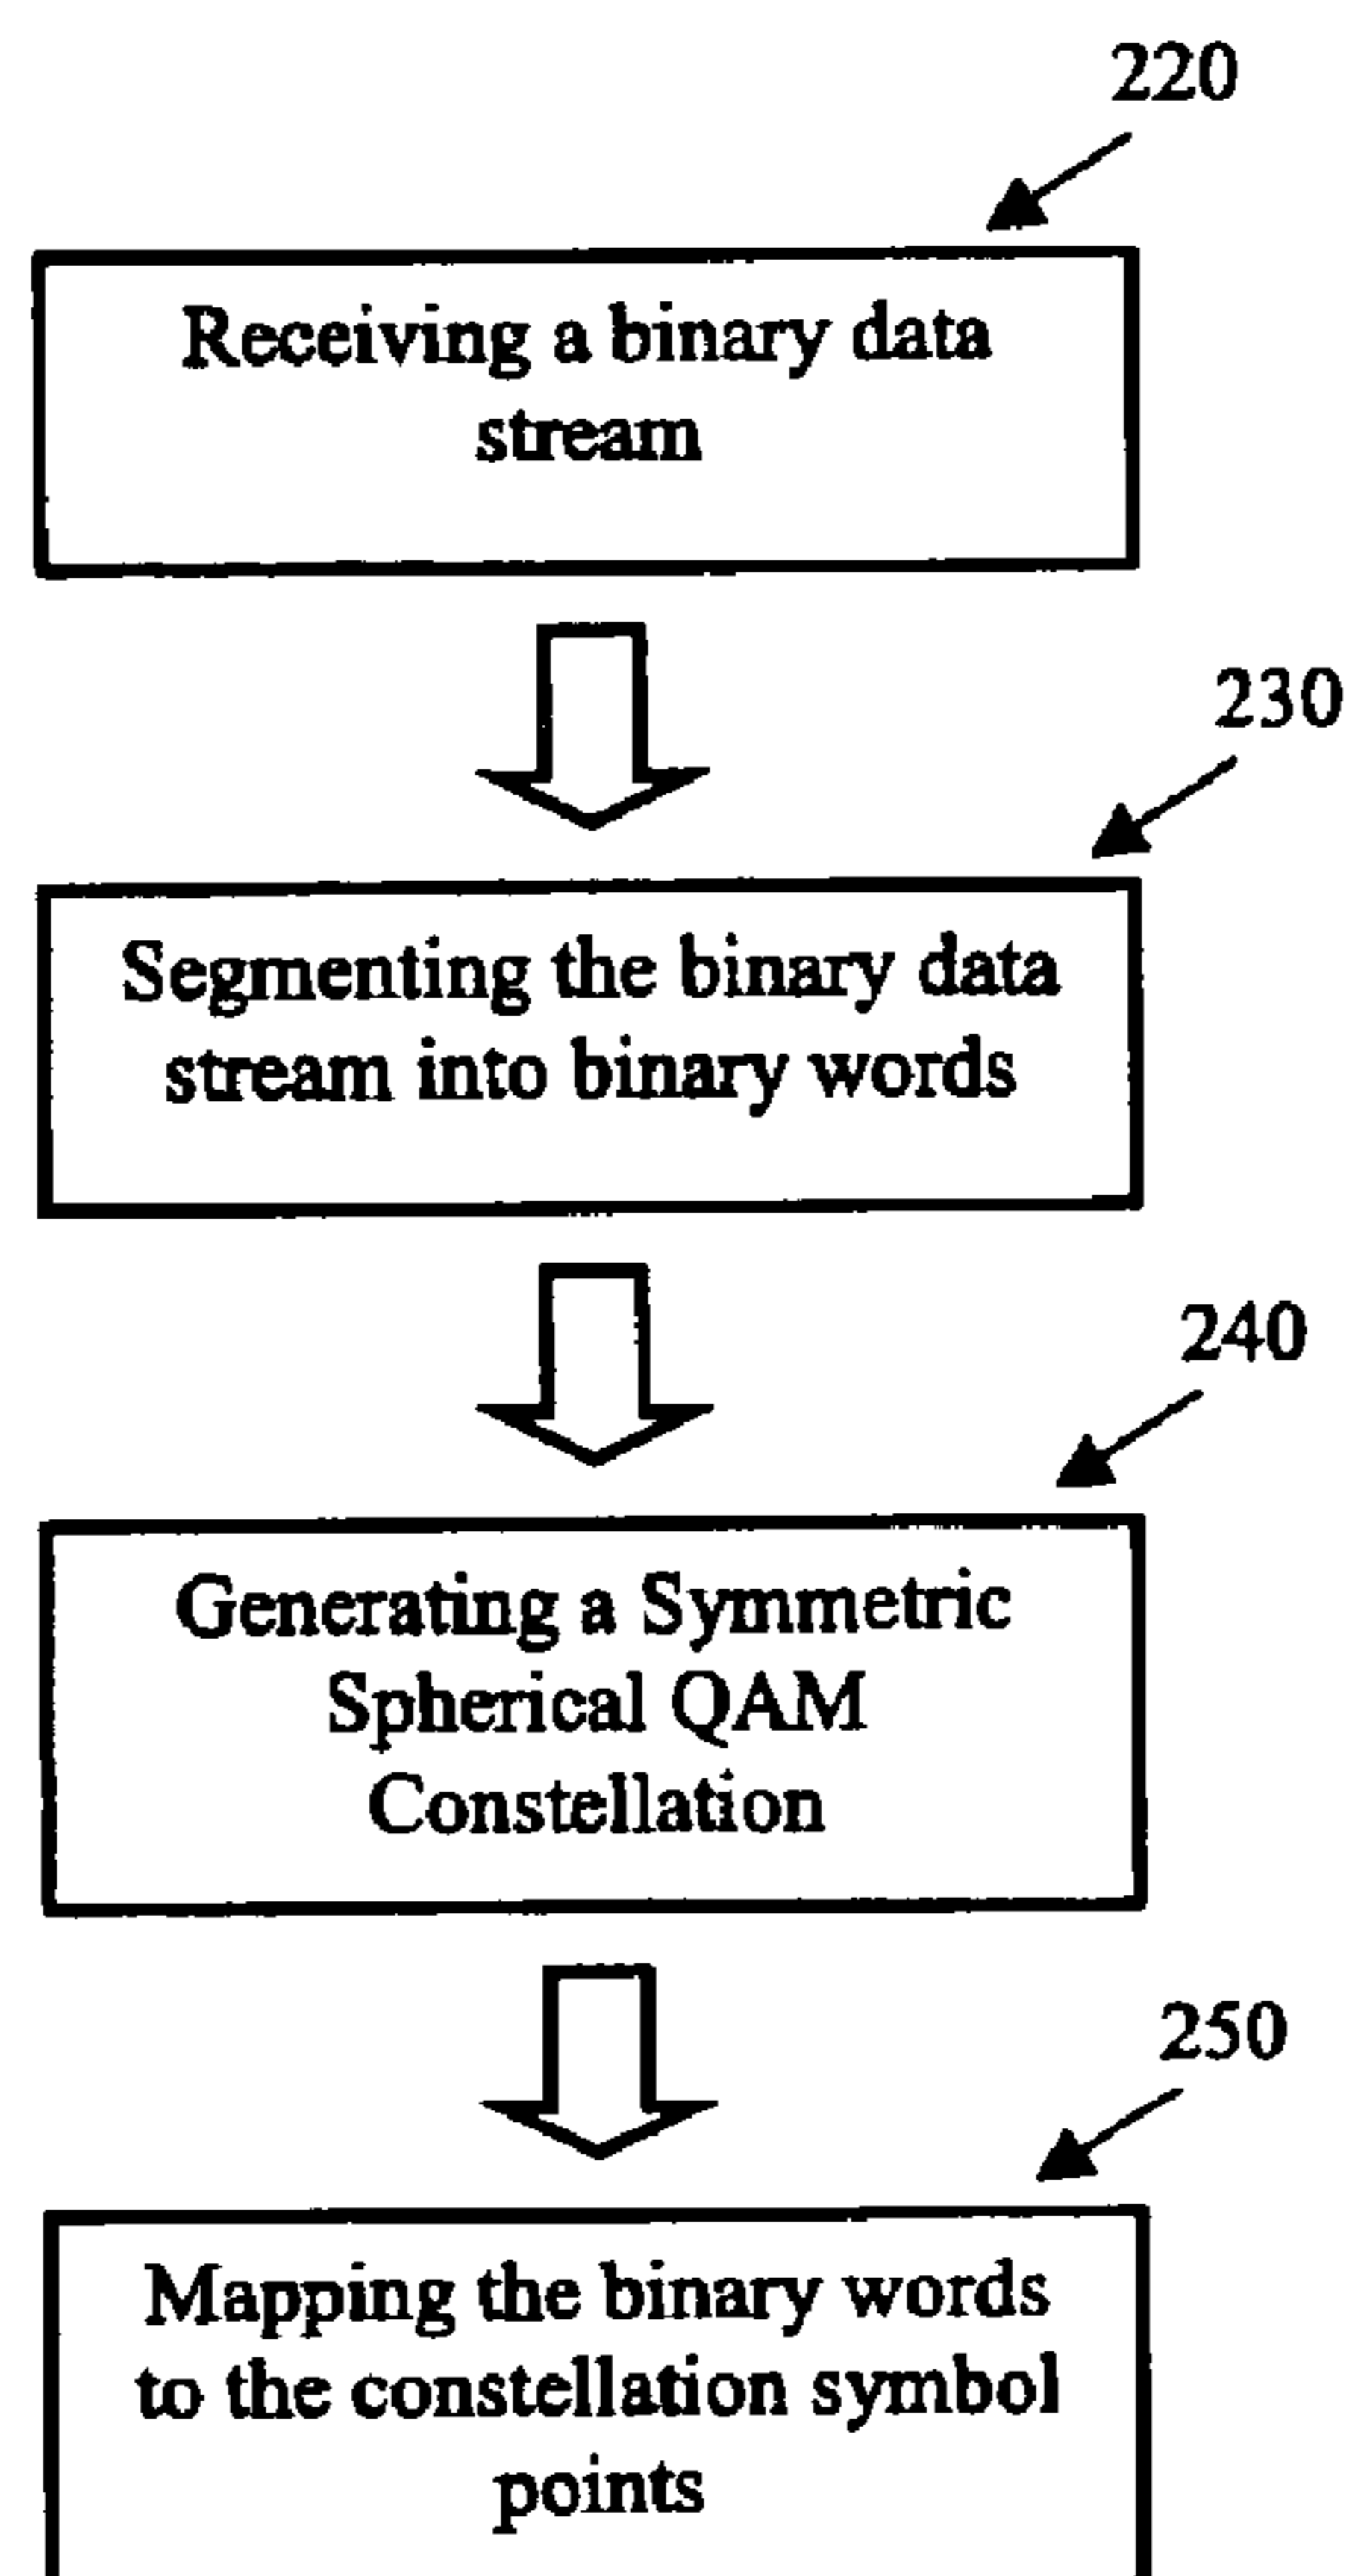 220
Receiving a binary data
stream
230
Segmenting the binary data
stream into binary words
240
Generating a Symmetric
Spherical QAM
Constellation
250
Mapping the binary words
to the constellation symbol
points